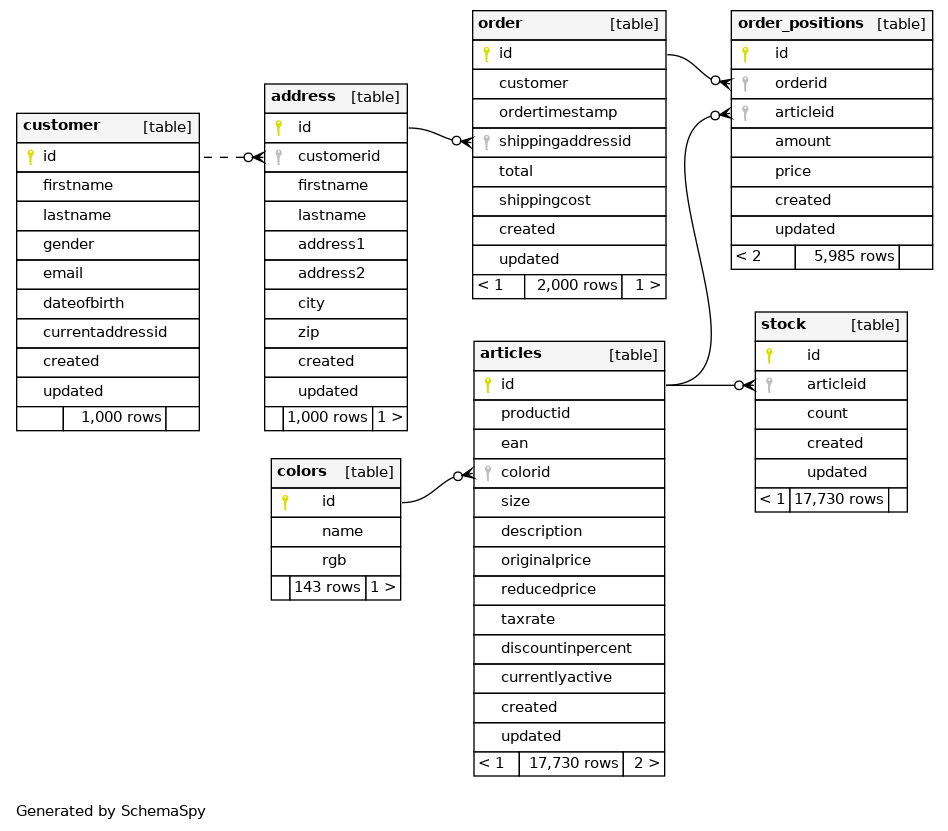 customer [table]
id
firstname
lastname
gender
email
dateofbirth
currentaddressid
created
updated
1,000 rows
address [table]
id
customerid
firstname
lastname
address1
address2
city
zip
created
updated
1,000 rows 1 >
colors [table]
id
name
rgb
143 rows 1 >
order [table]
id
customer
ordertimestamp
shippingaddressid
total
shippingcost
created
updated
< 1 2,000 rows 1 >
articles [table]
id
productid
ean
colorid
size
description
originalprice
reducedprice
taxrate
discountinpercent
currentlyactive
created
updated
< 1 17,730 rows 2 >
order_positions [table]
id
orderid
articleid
amount
price
created
updated
< 2 5,985 rows
stock [table]
id
articleid
count
created
updated
< 1 17,730 rows
Generated by SchemaSpy